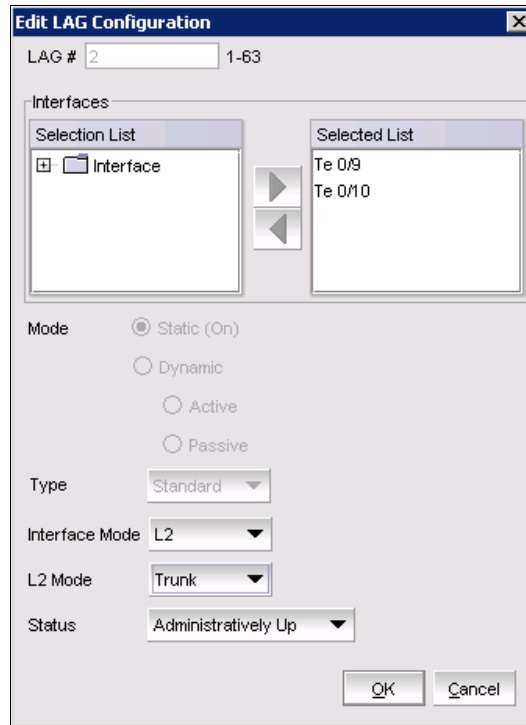 Edit LAG Configuration
LAG # 2 1-63
Interfaces
Selection List
Interface
Selected List
Te 0/9
Te 0/10
Mode Static (On)
Dynamic
Active
Passive
Type Standard
Interface Mode L2
L2 Mode Trunk
Status Administratively Up
OK Cancel